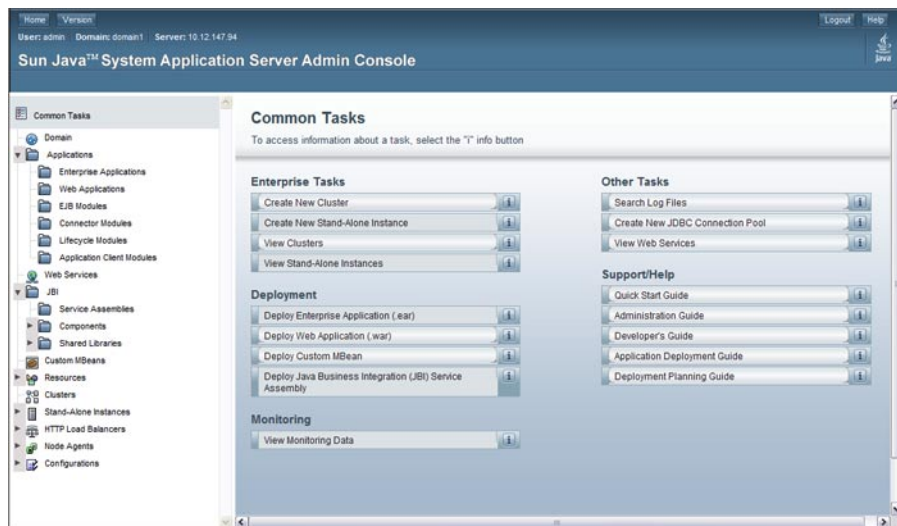 Home Version Logout Help
User: admin Domain: domain1 Server: 10.12.147.94
Sun Java™ System Application Server Admin Console
Java
Common Tasks
Domain
Applications
Enterprise Applications
Web Applications
EJB Modules
Connector Modules
Lifecycle Modules
Application Client Modules
Web Services
JBI
Service Assembles
Components
Shared Libraries
Custom MBeans
Resources
Clusters
Stand-Alone Instances
HTTP Load Balancers
Node Agents
Configurations
Common Tasks
To access information about a task, select the "i" info button
Enterprise Tasks
Create New Cluster i
Create New Stand-Alone Instance i
View Clusters i
View Stand-Alone Instances i
Deployment
Deploy Enterprise Application (.ear) i
Deploy Web Application (.war) i
Deploy Custom MBean i
Deploy Java Business Integration (JBI) Service i
Assembly
Monitoring
View Monitoring Data i
Other Tasks
Search Log Files i
Create New JDBC Connection Pool i
View Web Services i
Support/Help
Quick Start Guide i
Administration Guide i
Developer's Guide i
Application Deployment Guide i
Deployment Planning Guide i